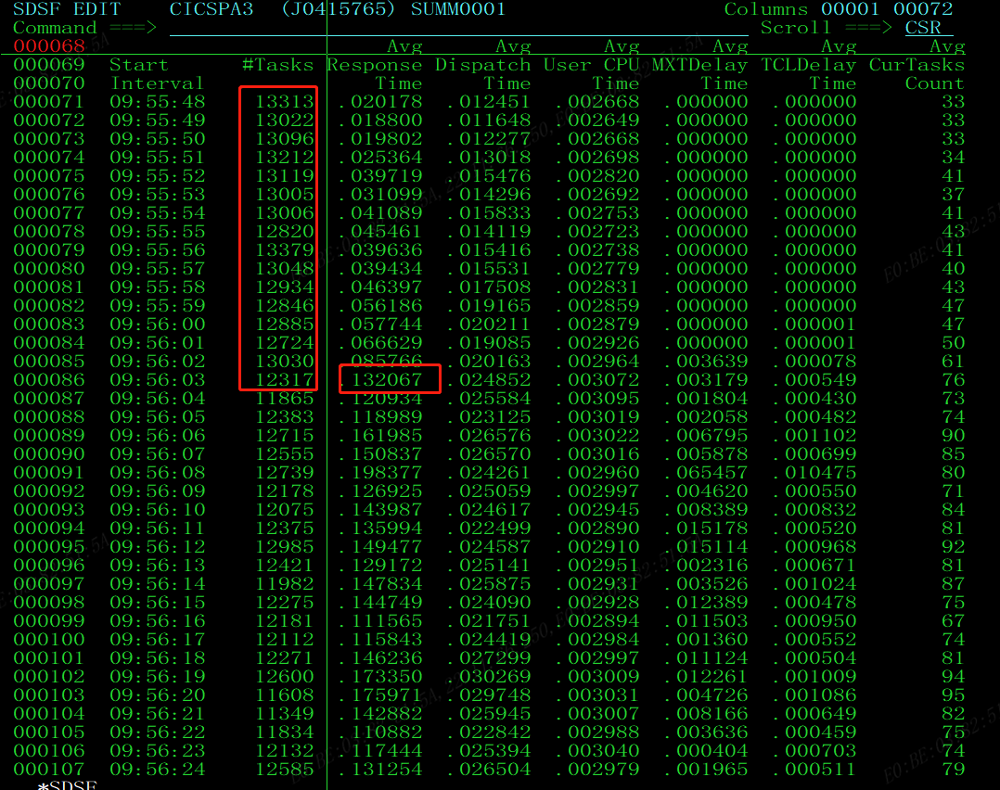 SDSF EDIT CICSPA3 (J0415765) SUMM0001 Columns 00001 00072
Command ===> Scroll ===> CSR
000068 Avg Avg Avg Avg Avg Avg
000069 Start #Tasks Response Dispatch User CPU MXTDelay TCLDelay CurTasks
000070 Interval Time Time Time Time Time Count
000071 09:55:48 13313 .020178 .012451 .002668 .000000 .000000 33
000072 09:55:49 13022 .018800 .011648 .002649 .000000 .000000 33
000073 09:55:50 13096 .019802 .012277 .002668 .000000 .000000 33
000074 09:55:51 13212 .025364 .013018 .002698 .000000 .000000 34
000075 09:55:52 13119 .039719 .015476 .002820 .000000 .000000 41
000076 09:55:53 13005 .031099 .014296 .002692 .000000 .000000 37
000077 09:55:54 13006 .041089 .015833 .002753 .000000 .000000 41
000078 09:55:55 12820 .045461 .014119 .002723 .000000 .000000 43
000079 09:55:56 13379 .039636 .015416 .002738 .000000 .000000 41
000080 09:55:57 13048 .039434 .015531 .002779 .000000 .000000 40
000081 09:55:58 12934 .046397 .017508 .002831 .000000 .000000 43
000082 09:55:59 12846 .056186 .019165 .002859 .000000 .000000 47
000083 09:56:00 12885 .057744 .020211 .002879 .000000 .000001 47
000084 09:56:01 12724 .066629 .019085 .002926 .000000 .000001 50
000085 09:56:02 13030 .085766 .020163 .002964 .003639 .000078 61
000086 09:56:03 12317 .132067 .024852 .003072 .003179 .000549 76
000087 09:56:04 11865 .120934 .025584 .003095 .001804 .000430 73
000088 09:56:05 12383 .118989 .023125 .003019 .002058 .000482 74
000089 09:56:06 12715 .161985 .026576 .003022 .006795 .001102 90
000090 09:56:07 12555 .150837 .026570 .003016 .005878 .000699 85
000091 09:56:08 12739 .198377 .024261 .002960 .065457 .010475 80
000092 09:56:09 12178 .126925 .025059 .002997 .004620 .000550 71
000093 09:56:10 12075 .143987 .024617 .002945 .008389 .000832 84
000094 09:56:11 12375 .135994 .022499 .002890 .015178 .000520 81
000095 09:56:12 12985 .149477 .024587 .002910 .015114 .000968 92
000096 09:56:13 12421 .129172 .025141 .002951 .002316 .000671 81
000097 09:56:14 11982 .147834 .025875 .002931 .003526 .001024 87
000098 09:56:15 12275 .144749 .024090 .002928 .012389 .000478 75
000099 09:56:16 12181 .111565 .021751 .002894 .011503 .000950 67
000100 09:56:17 12112 .115843 .024419 .002984 .001360 .000552 74
000101 09:56:18 12271 .146236 .027299 .002997 .011124 .000504 81
000102 09:56:19 12600 .173350 .030269 .003009 .012261 .001009 94
000103 09:56:20 11608 .175971 .029748 .003031 .004726 .001086 95
000104 09:56:21 11349 .142882 .025945 .003007 .008166 .000649 82
000105 09:56:22 11834 .110882 .022842 .002988 .003636 .000459 75
000106 09:56:23 12132 .117444 .025394 .003040 .000404 .000703 74
000107 09:56:24 12585 .131254 .026504 .002979 .001965 .000511 79
*SDSF